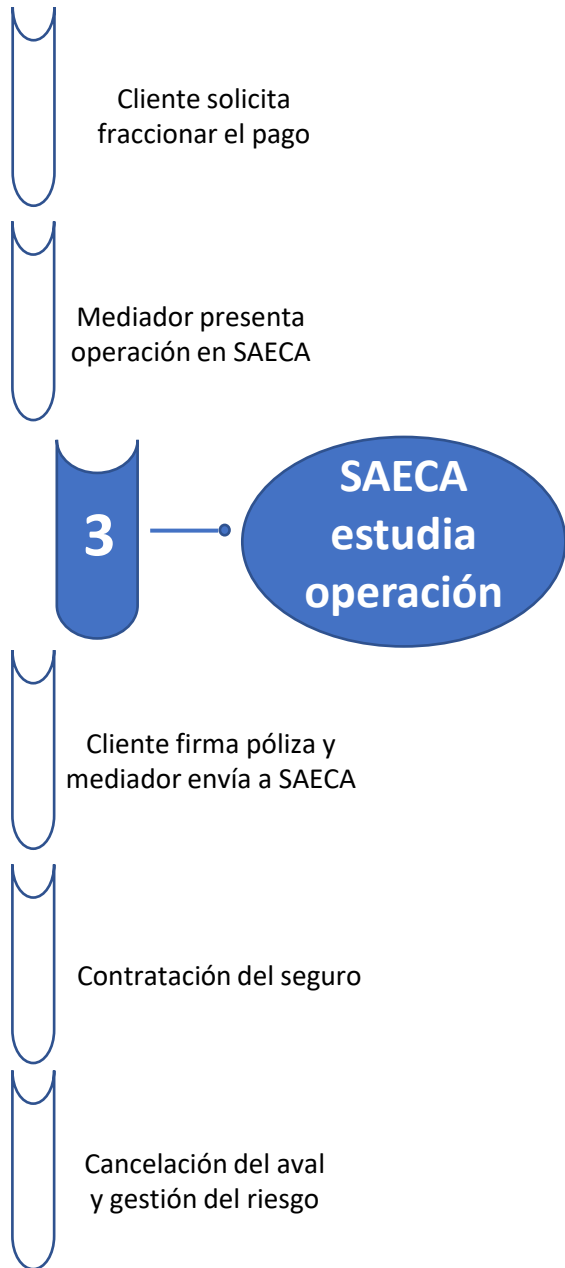 Cliente solicita
fraccionar el pago
Mediador presenta
operación en SAECA
3
SAECA
estudia
operación
Cliente firma póliza y
mediador envía a SAECA
Contratación del seguro
Cancelación del aval
y gestión del riesgo